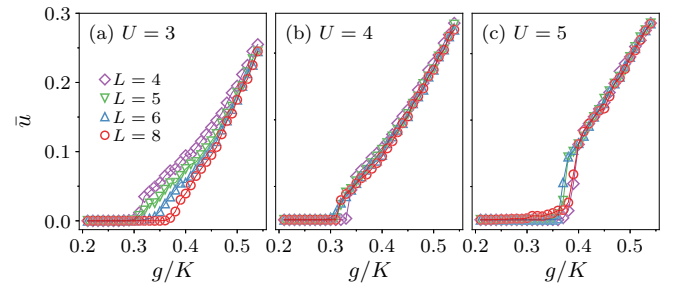 (a) U = 3
(b) U = 4
(c) U = 5
0.3
0.2
0.1
0.0
ū
L = 4
L = 5
L = 6
L = 8
0.2 0.3 0.4 0.5
0.2 0.3 0.4 0.5
0.2 0.3 0.4 0.5
g/K
g/K
g/K